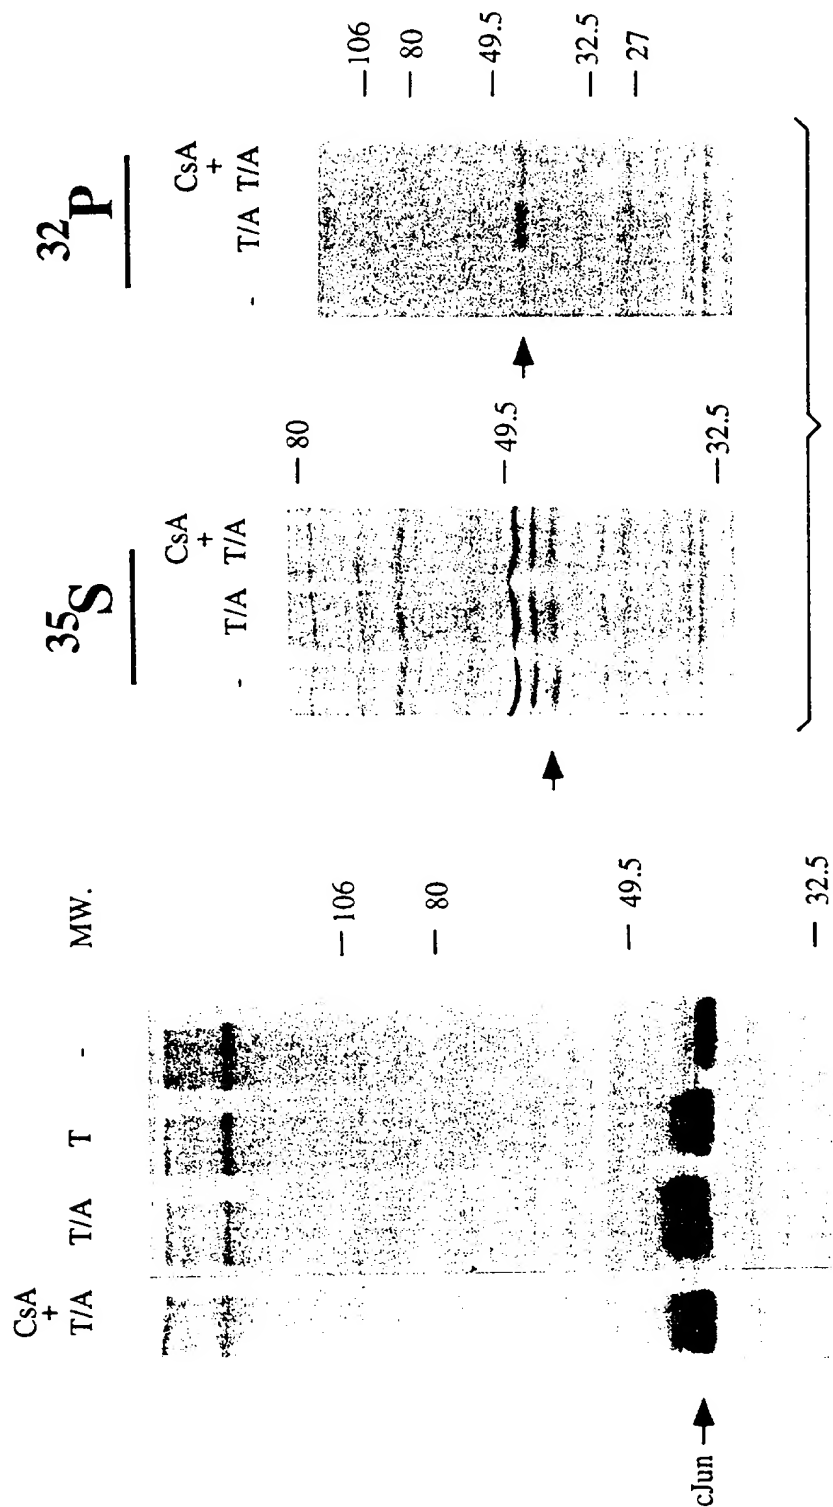 CsA
+
T/A T/A T - MW.
— 106
— 80
— 49.5
— 32.5
cJun
35S
CsA
+
- T/A T/A
— 80
— 49.5
— 32.5
32P
CsA
+
- T/A T/A
— 106
— 80
— 49.5
— 32.5
— 27